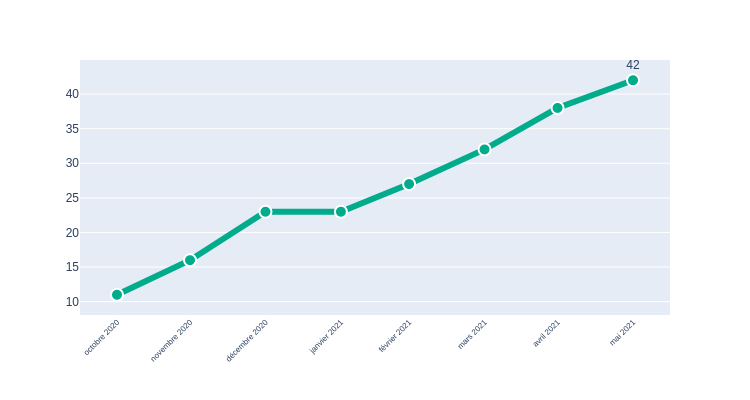 42
40
35
30
25
20
15
10
octobre 2020
novembre 2020
décembre 2020
janvier 2021
février 2021
mars 2021
avril 2021
mai 2021